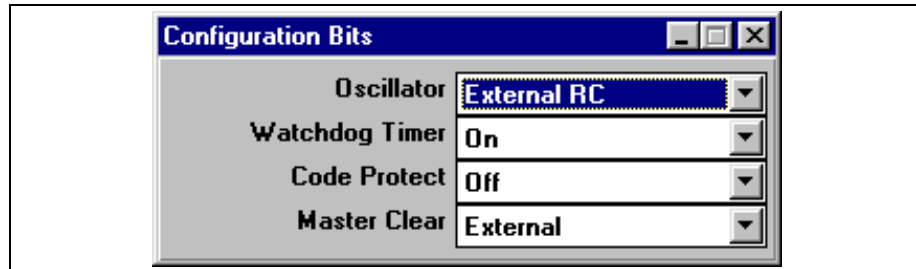 Configuration Bits
Oscillator External RC
Watchdog Timer On
Code Protect Off
Master Clear External